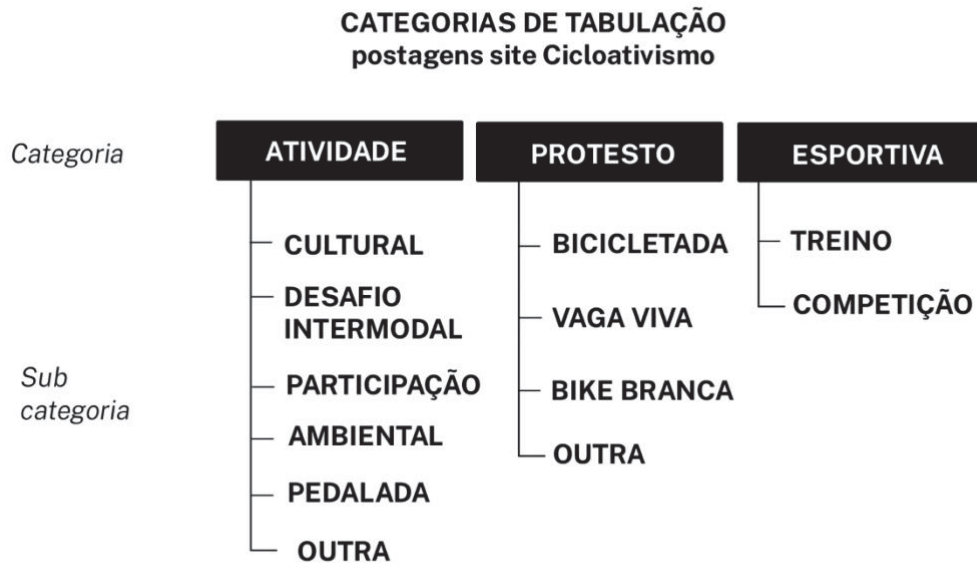 CATEGORIAS DE TABULAÇÃO
postagens site Cicloativismo
Categoria
ATIVIDADE
PROTESTO
ESPORTIVA
Sub
categoria
CULTURAL
DESAFIO
INTERMODAL
PARTICIPAÇÃO
AMBIENTAL
PEDALADA
OUTRA
BICICLETADA
VAGA VIVA
BIKE BRANCA
OUTRA
TREINO
COMPETIÇÃO